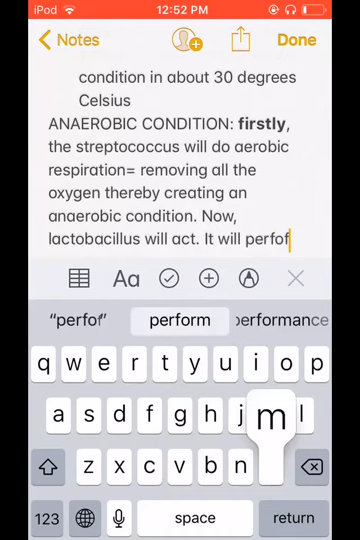 iPod 12:52 PM
Notes Done
condition in about 30 degrees
Celsius
ANAEROBIC CONDITION: firstly,
the streptococcus will do aerobic
respiration= removing all the
oxygen thereby creating an
anaerobic condition. Now,
lactobacillus will act. It will perfof
Aa
“perfof” perform performance
q w e r t y u i o p
a s d f g h j l
m
z x c v b n
123 space return